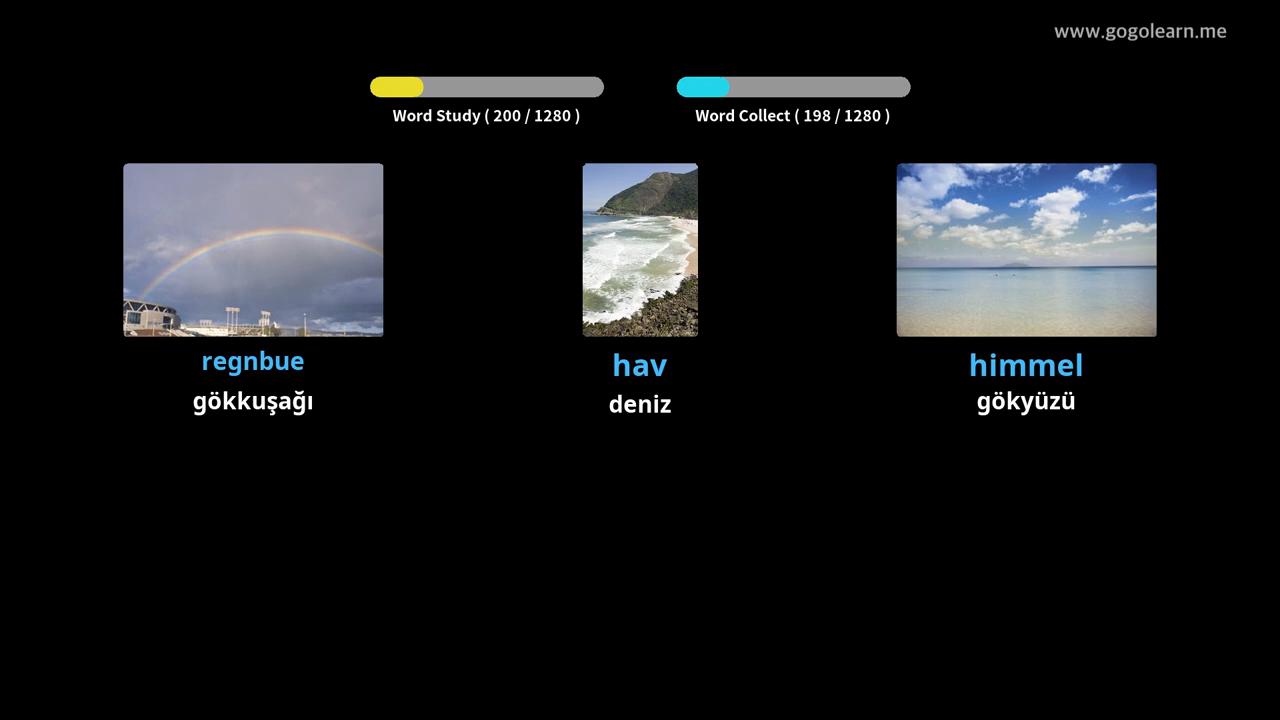 www.gogolearn.me
Word Study ( 200 / 1280 )
Word Collect ( 198 / 1280 )
regnbue
gökkuşağı
hav
deniz
himmel
gökyüzü